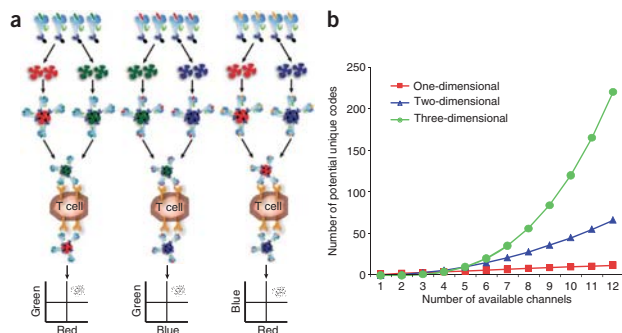 a
T cell
T cell
T cell
Green
Red
Green
Blue
Blue
Red
b
Number of potential unique codes
250
200
150
100
50
0
One-dimensional
Two-dimensional
Three-dimensional
1 2 3 4 5 6 7 8 9 10 11 12
Number of available channels